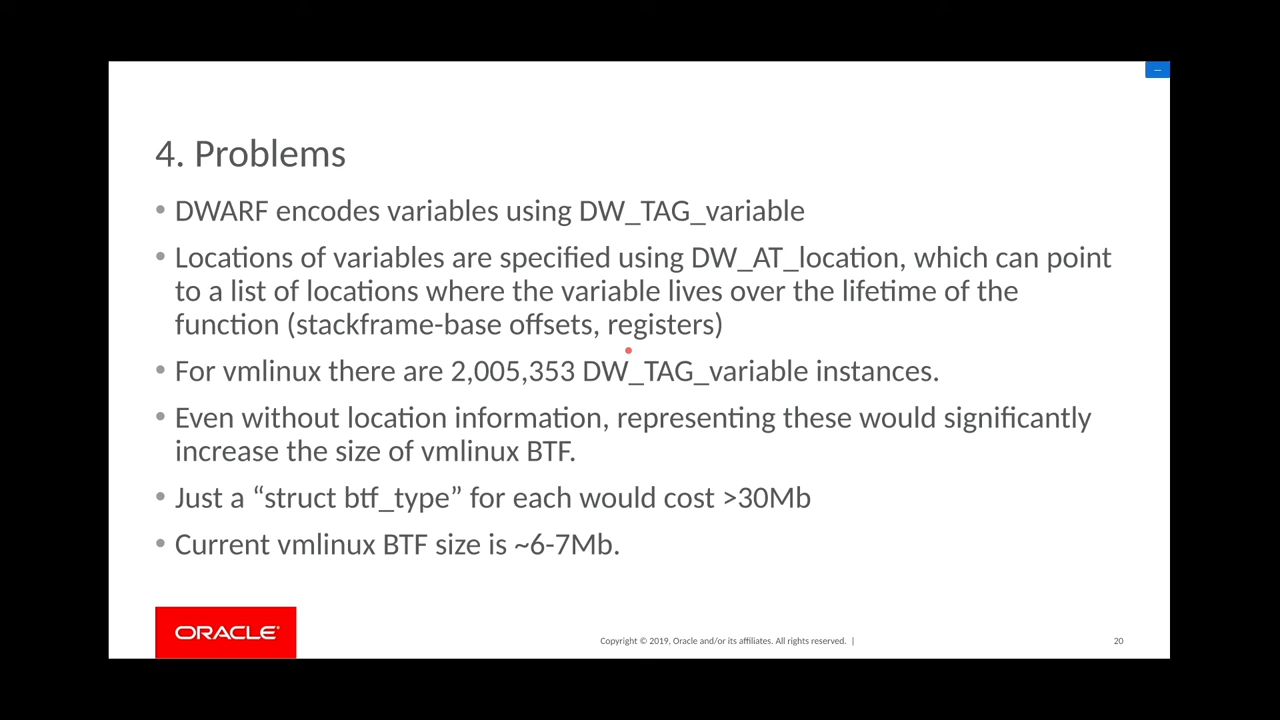 4. Problems
• DWARF encodes variables using DW_TAG_variable
• Locations of variables are specified using DW_AT_location, which can point
to a list of locations where the variable lives over the lifetime of the
function (stackframe-base offsets, registers)
• For vmlinux there are 2,005,353 DW_TAG_variable instances.
• Even without location information, representing these would significantly
increase the size of vmlinux BTF.
• Just a “struct btf_type” for each would cost >30Mb
• Current vmlinux BTF size is ~6-7Mb.
ORACLE
Copyright © 2019, Oracle and/or its affiliates. All rights reserved. |
20